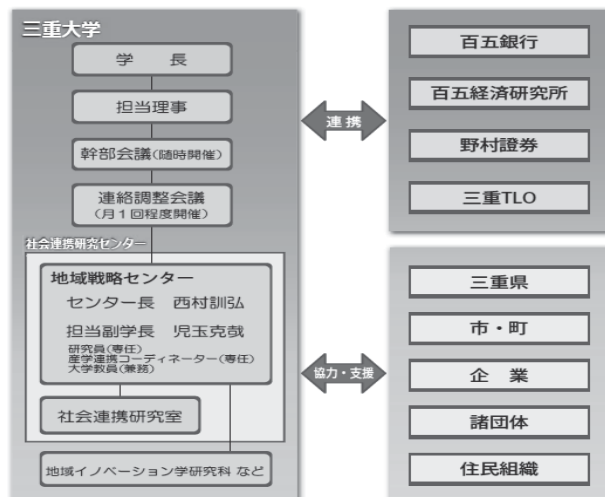 三重大学
学　長
担当理事
幹部会議(随時開催)
連絡調整会議
(月１回程度開催)
社会連携研究センター
地域戦略センター
センター長　西村訓弘
担当副学長　児玉克哉
研究員(専任)
産学連携コーディネーター(専任)
大学教員(兼務)
社会連携研究室
地域イノベーション学研究科 など
連 携
協力・支援
百五銀行
百五経済研究所
野村證券
三重TLO
三重県
市・町
企　業
諸団体
住民組織